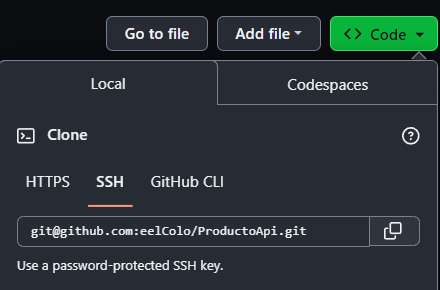 Go to file Add file <> Code
Local Codespaces
Clone
HTTPS SSH GitHub CLI
git@github.com:eelColo/ProductoApi.git
Use a password-protected SSH key.